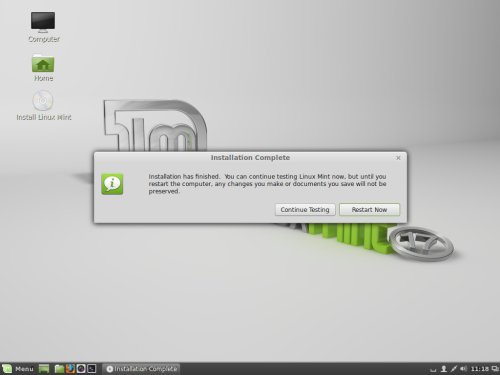 Computer
Home
Install Linux Mint
Installation Complete
Installation has finished. You can continue testing Linux Mint now, but until you
restart the computer, any changes you make or documents you save will not be
preserved.
Continue Testing
Restart Now
17
Menu
Installation Complete
11:18